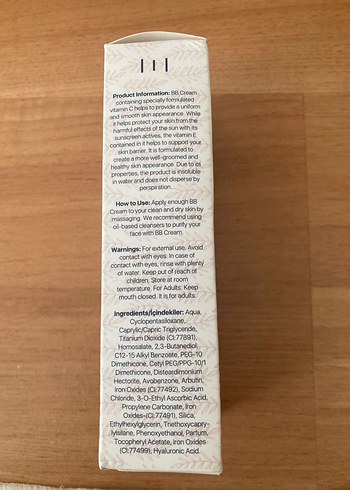 Product Information: BB Cream
containing specially formulated
vitamin C helps to provide a uniform
and smooth skin appearance. While
it helps protect your skin from the
harmful effects of the sun with its
sunscreen actives, the vitamin E
contained in it helps to support your
skin barrier. It is formulated to
create a more well-groomed and
healthy skin appearance. Due to its
properties, the product is insoluble
in water and does not disperse by
perspiration.
How to Use: Apply enough BB
Cream to your clean and dry skin by
massaging. We recommend using
oil-based cleansers to purify your
face with BB Cream.
Warnings: For external use. Avoid
contact with eyes. In case of
contact with eyes, rinse with plenty
of water. Keep out of reach of
children. Store at room
temperature. For Adults. Keep
mouth closed. It is for adults.
Ingredients/İçindekiler: Aqua,
Cyclopentasiloxane,
Caprylic/Capric Triglyceride,
Titanium Dioxide (CI:77891),
Homosalate, 2,3-Butanediol,
C12-15 Alkyl Benzoate, PEG-10
Dimethicone, Cetyl PEG/PPG-10/1
Dimethicone, Disteardimonium
Hectorite, Avobenzone, Arbutin,
Iron Oxides (CI:77492), Sodium
Chloride, 3-O-Ethyl Ascorbic Acid,
Propylene Carbonate, Iron
Oxides-(CI:77491), Silica,
Ethylhexylglycerin, Triethoxycapry-
lylsilane, Phenoxyethanol, Parfum,
Tocopheryl Acetate, Iron Oxides
(CI:77499), Hyaluronic Acid.